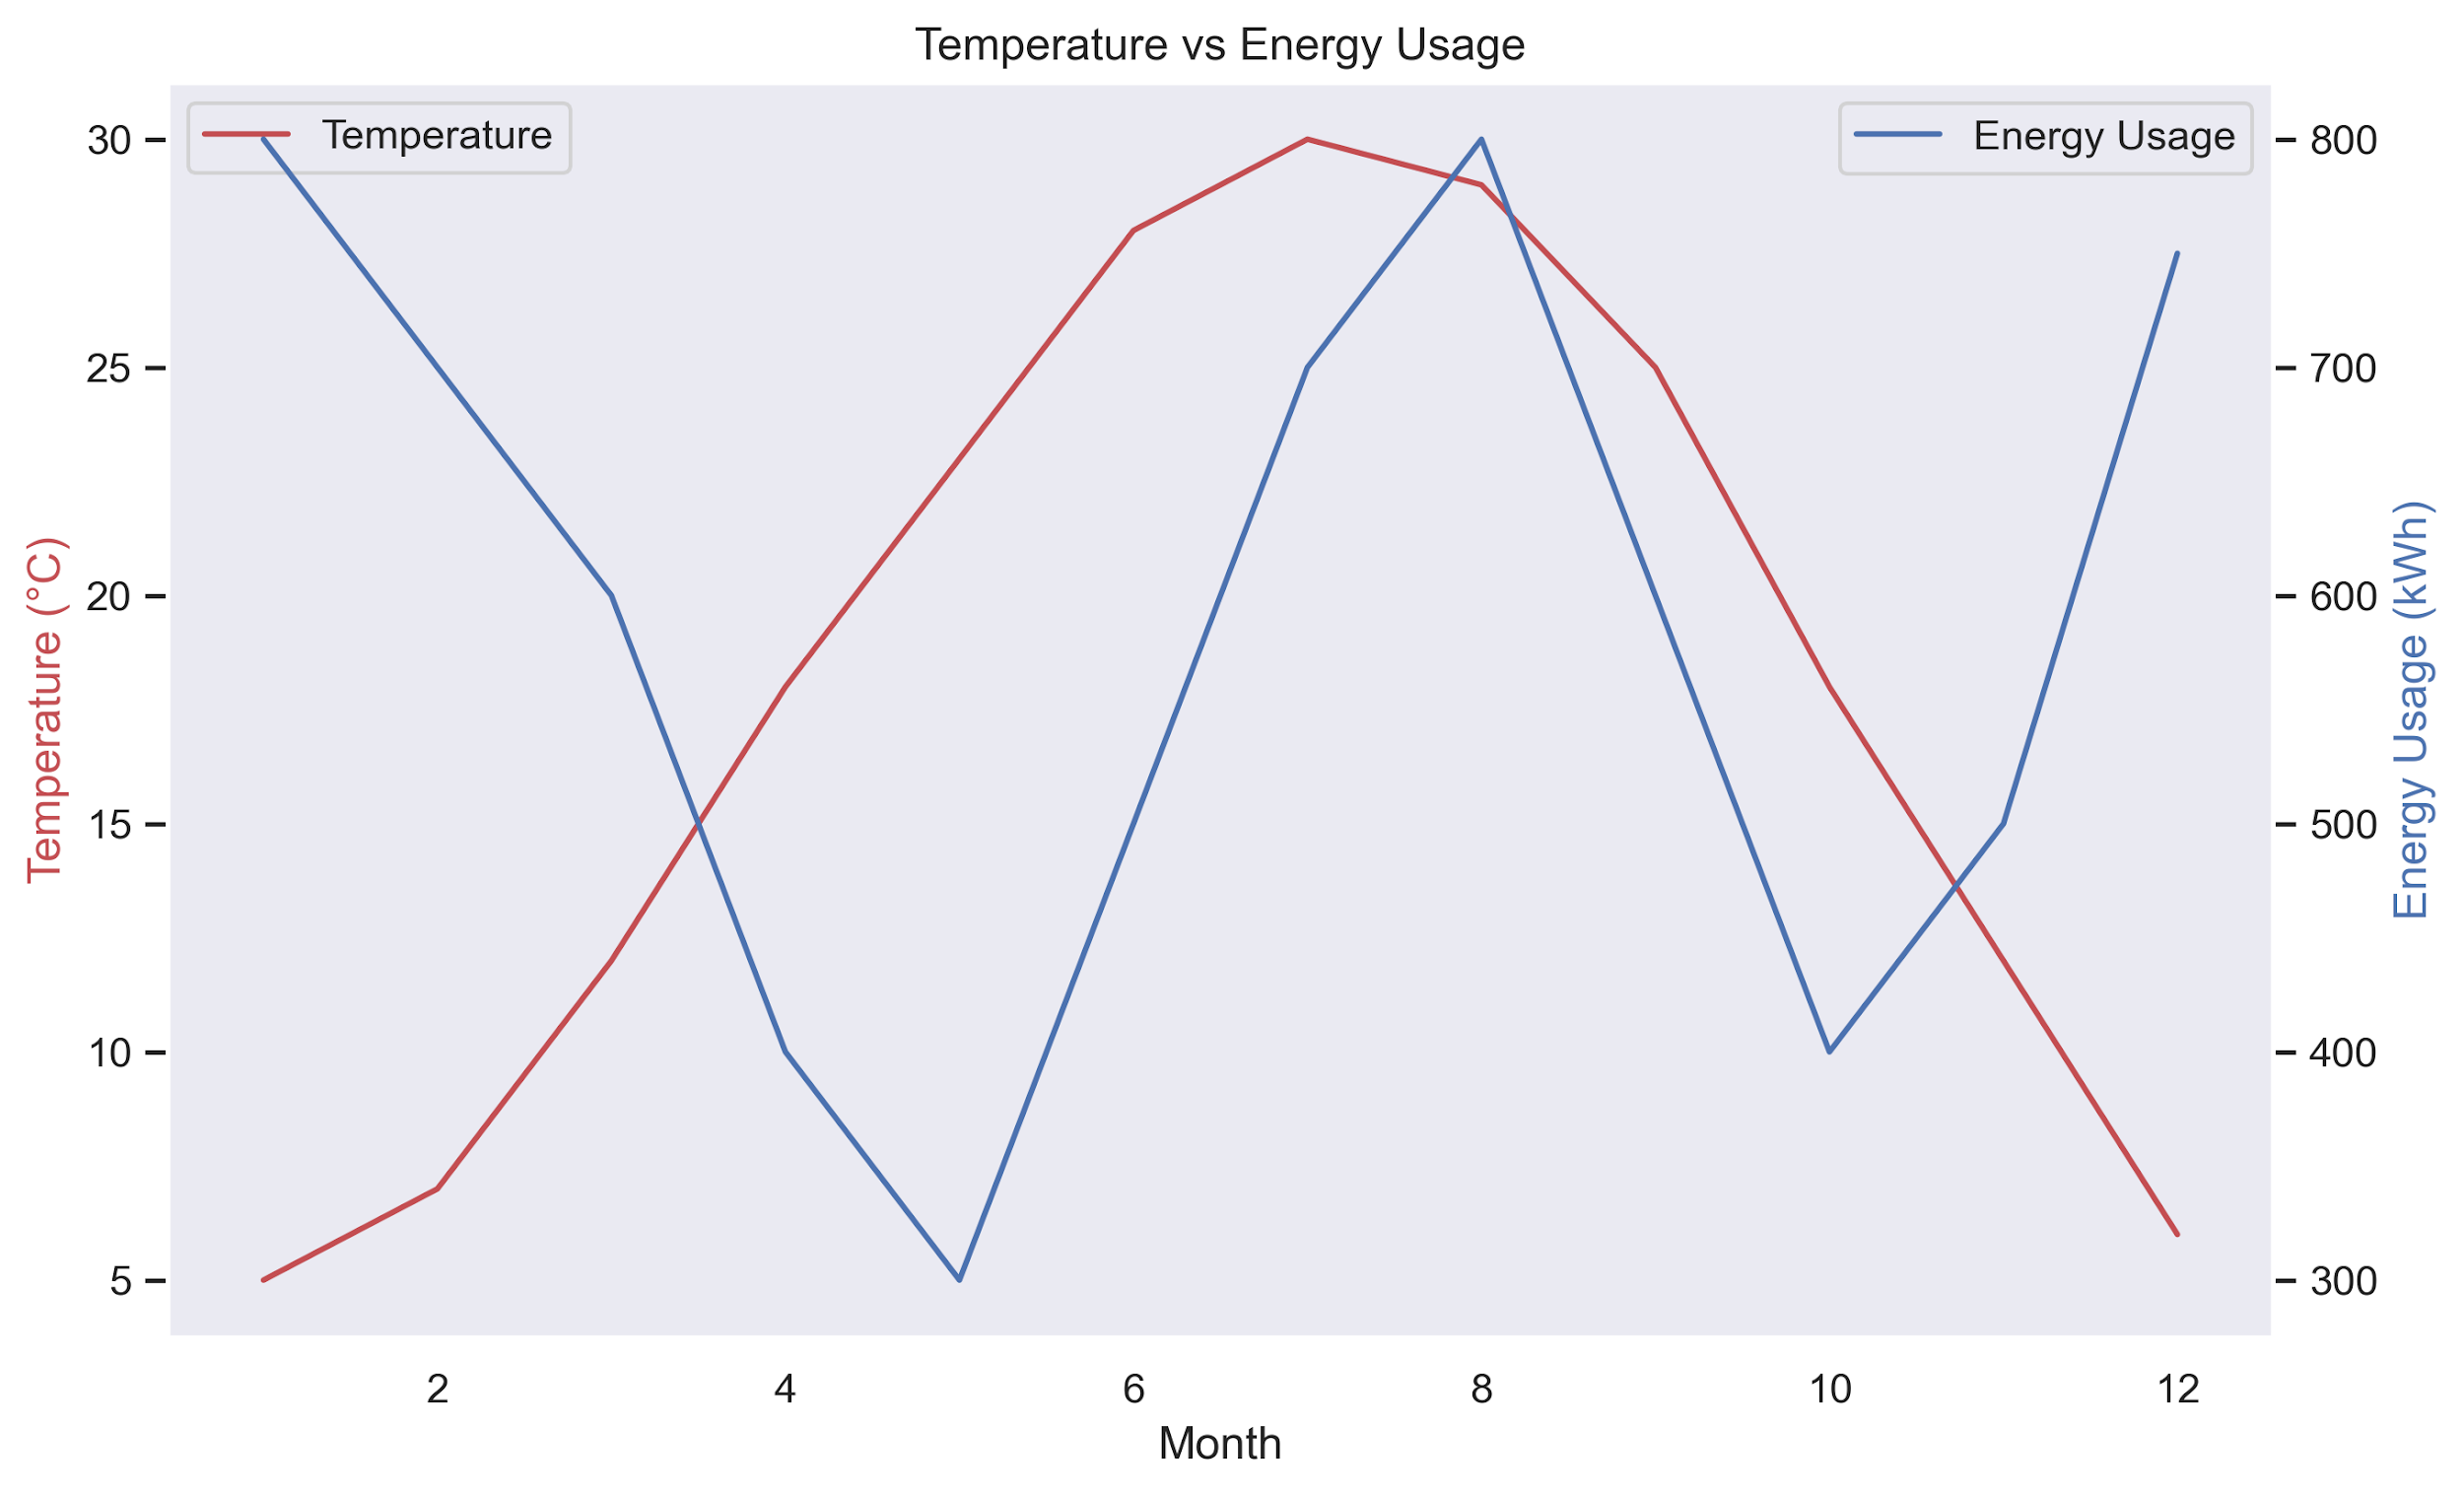 Temperature vs Energy Usage
Temperature
Energy Usage
30
25
20
15
10
5
Temperature (°C)
800
700
600
500
400
300
Energy Usage (kWh)
2 4 6 8 10 12
Month